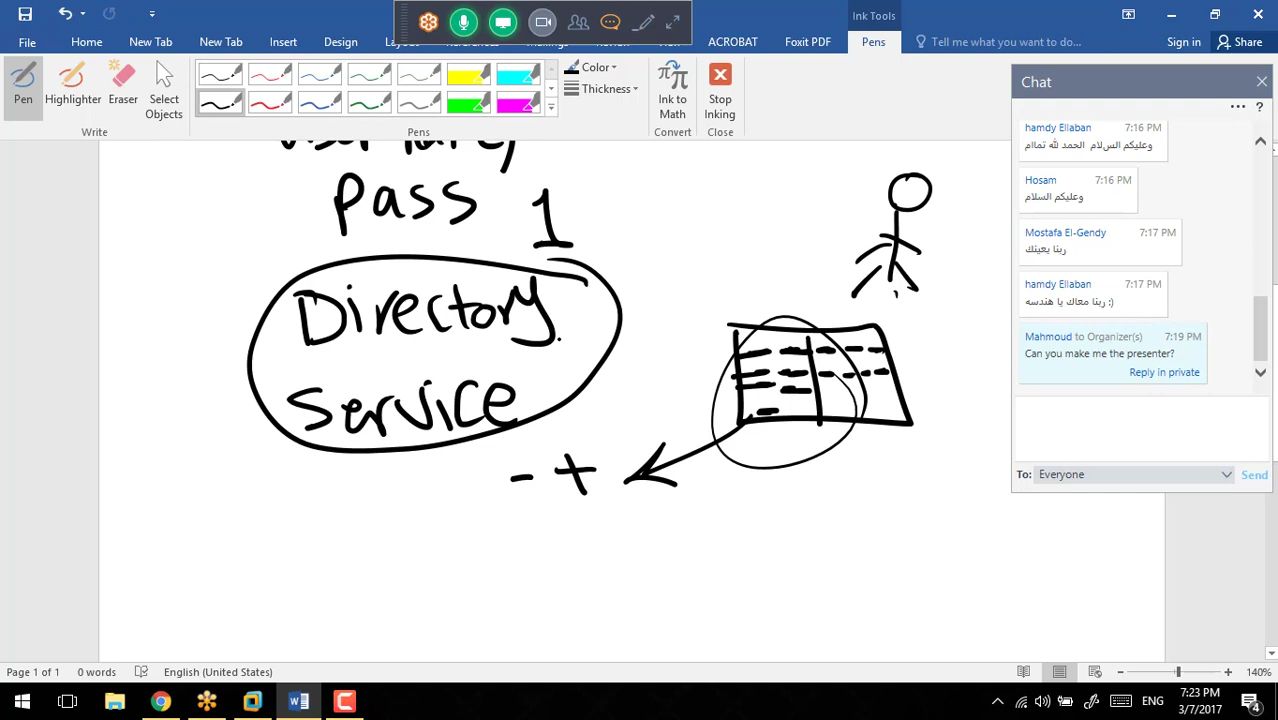 Ink Tools
File
Home
New Tab
New Tab
Insert
Design
ACROBAT
Foxit PDF
Pens
Tell me what you want to do...
Sign in
Share
Pen
Highlighter
Eraser
Select
Objects
Color
Thickness
Ink to
Math
Stop
Inking
Write
Pens
Convert
Close
Pass 1
Directory
Service
- +
Chat
hamdy Ellaban 7:16 PM
وعليكم السلام الحمد لله تماام
Hosam 7:16 PM
وعليكم السلام
Mostafa El-Gendy 7:17 PM
ربنا يعينك
hamdy Ellaban 7:17 PM
ربنا معاك يا هندسه :)
Mahmoud to Organizer(s) 7:19 PM
Can you make me the presenter?
Reply in private
To: Everyone
Send
Page 1 of 1
0 words
English (United States)
140%
ENG
7:23 PM
3/7/2017
4